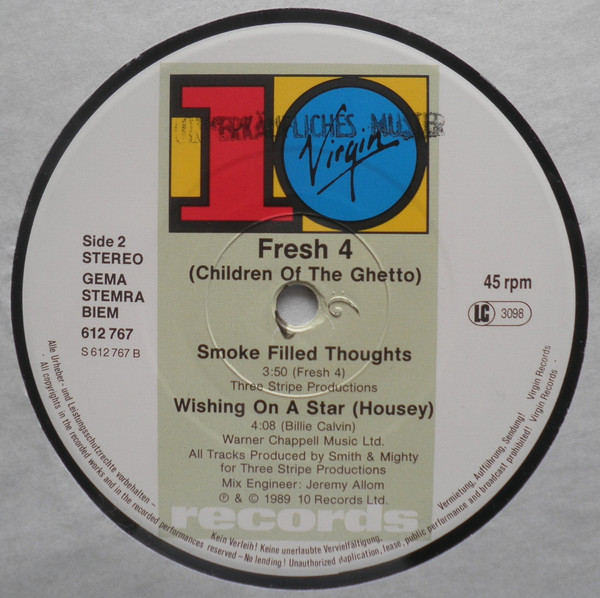 10
UNVERKÄUFLICHES MUSTER
Virgin
Side 2
STEREO
GEMA
STEMRA
BIEM
612 767
S 612 767 B
Fresh 4
(Children Of The Ghetto)
45 rpm
LC 3098
Smoke Filled Thoughts
3:50 (Fresh 4)
Three Stripe Productions
Wishing On A Star (Housey)
4:08 (Billie Calvin)
Warner Chappell Music Ltd.
All Tracks Produced by Smith & Mighty
for Three Stripe Productions
Mix Engineer: Jeremy Allom
℗ & © 1989 10 Records Ltd.
records
Alle Urheber- und Leistungsschutzrechte vorbehalten – Kein Verleih! Keine unerlaubte Vervielfältigung, Vermietung, Aufführung, Sendung! Virgin Records
· All copyrights in the recorded works and in the recorded performances reserved – No lending! Unauthorized duplication, lease, public performance and broadcast prohibited! Virgin Records ·